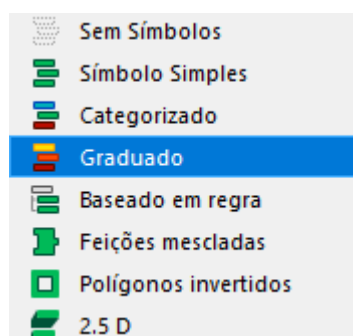 Sem Símbolos
Símbolo Simples
Categorizado
Graduado
Baseado em regra
Feições mescladas
Polígonos invertidos
2.5 D